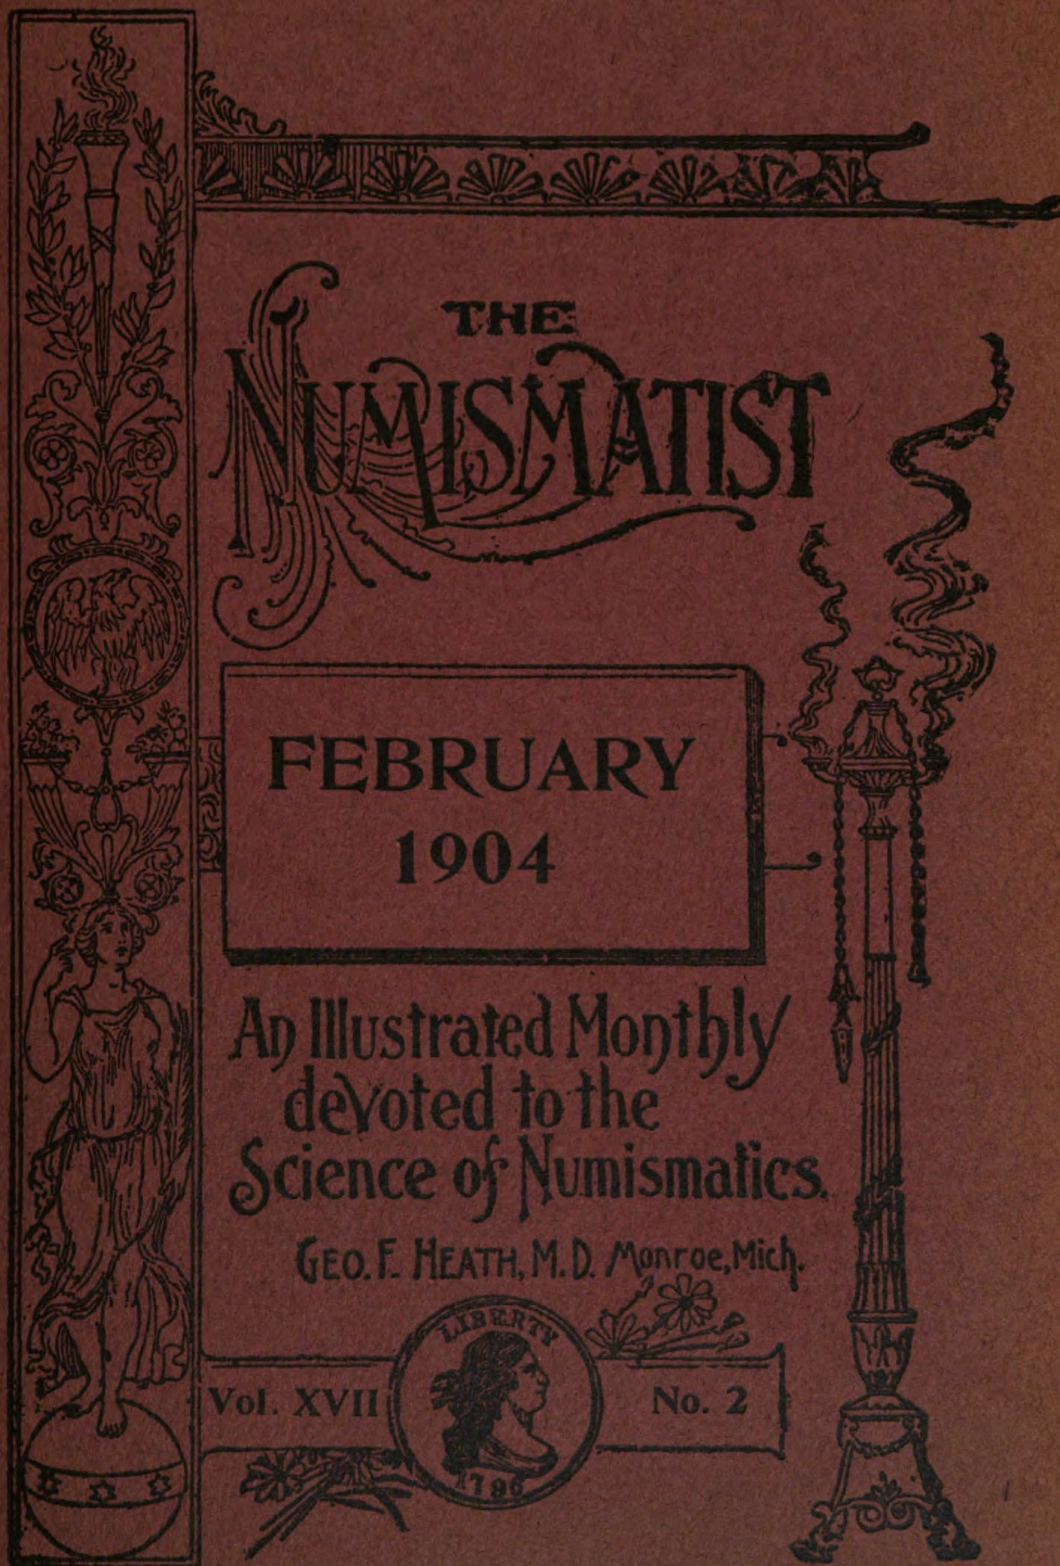 THE
NUMISMATIST
FEBRUARY
1904
An Illustrated Monthly
devoted to the
Science of Numismatics.
GEO. F. HEATH, M.D. Monroe, Mich.
LIBERTY
Vol. XVII
No. 2